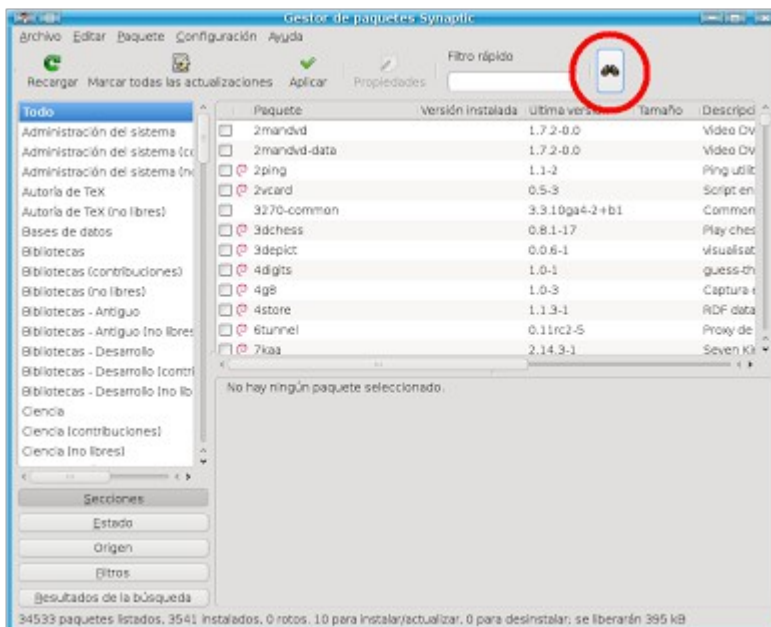 Gestor de paquetes Synaptic
Archivo Editar Paquete Configuración Ayuda
Filtro rápido
Recargar Marcar todas las actualizaciones Aplicar Propiedades
Todo
Administración del sistema
Administración del sistema (co
Administración del sistema (no
Autoría de TeX
Autoría de TeX (no libres)
Bases de datos
Bibliotecas
Bibliotecas (contribuciones)
Bibliotecas (no libres)
Bibliotecas - Antiguo
Bibliotecas - Antiguo (no libres
Bibliotecas - Desarrollo
Bibliotecas - Desarrollo (contri
Bibliotecas - Desarrollo (no lib
Ciencia
Ciencia (contribuciones)
Ciencia (no libres)
Secciones
Estado
Origen
Filtros
Resultados de la búsqueda
Paquete Versión instalada Última versión Tamaño Descripci
2mandvd 1.7.2-0.0 Video DV
2mandvd-data 1.7.2-0.0 Video DV
2ping 1.1-2 Ping utilit
2vcard 0.5-3 Script en
3270-common 3.3.10ga4-2+b1 Common
3dchess 0.8.1-17 Play ches
3depict 0.0.6-1 visualisat
4digits 1.0-1 guess-th
4g8 1.0-3 Captura e
4store 1.1.3-1 RDF data
6tunnel 0.11rc2-5 Proxy de
7kaa 2.14.3-1 Seven Ki
No hay ningún paquete seleccionado.
34533 paquetes listados, 3541 instalados, 0 rotos. 10 para instalar/actualizar, 0 para desinstalar; se liberarán 395 kB